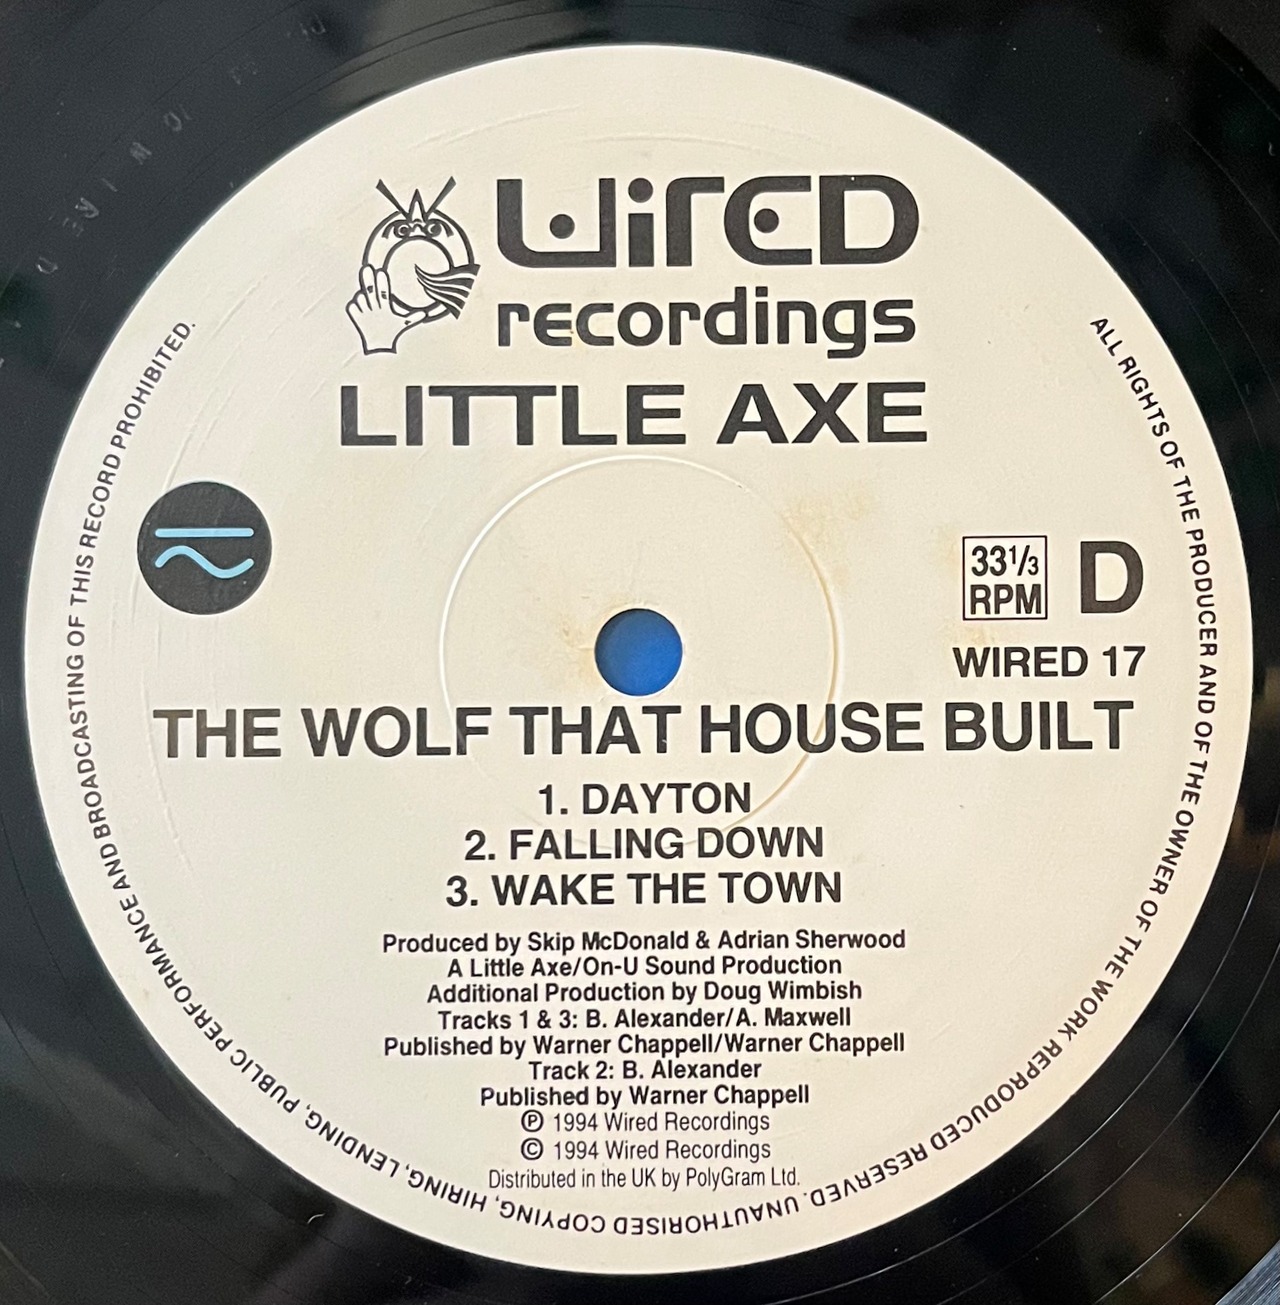 WiRED
recordings
LITTLE AXE
33 1/3
RPM
D
WIRED 17
THE WOLF THAT HOUSE BUILT
1. DAYTON
2. FALLING DOWN
3. WAKE THE TOWN
Produced by Skip McDonald & Adrian Sherwood
A Little Axe/On-U Sound Production
Additional Production by Doug Wimbish
Tracks 1 & 3: B. Alexander/A. Maxwell
Published by Warner Chappell/Warner Chappell
Track 2: B. Alexander
Published by Warner Chappell
℗ 1994 Wired Recordings
© 1994 Wired Recordings
Distributed in the UK by PolyGram Ltd.
ALL RIGHTS OF THE PRODUCER AND OF THE OWNER OF THE WORK REPRODUCED RESERVED. UNAUTHORISED COPYING, HIRING, LENDING, PUBLIC PERFORMANCE AND BROADCASTING OF THIS RECORD PROHIBITED.